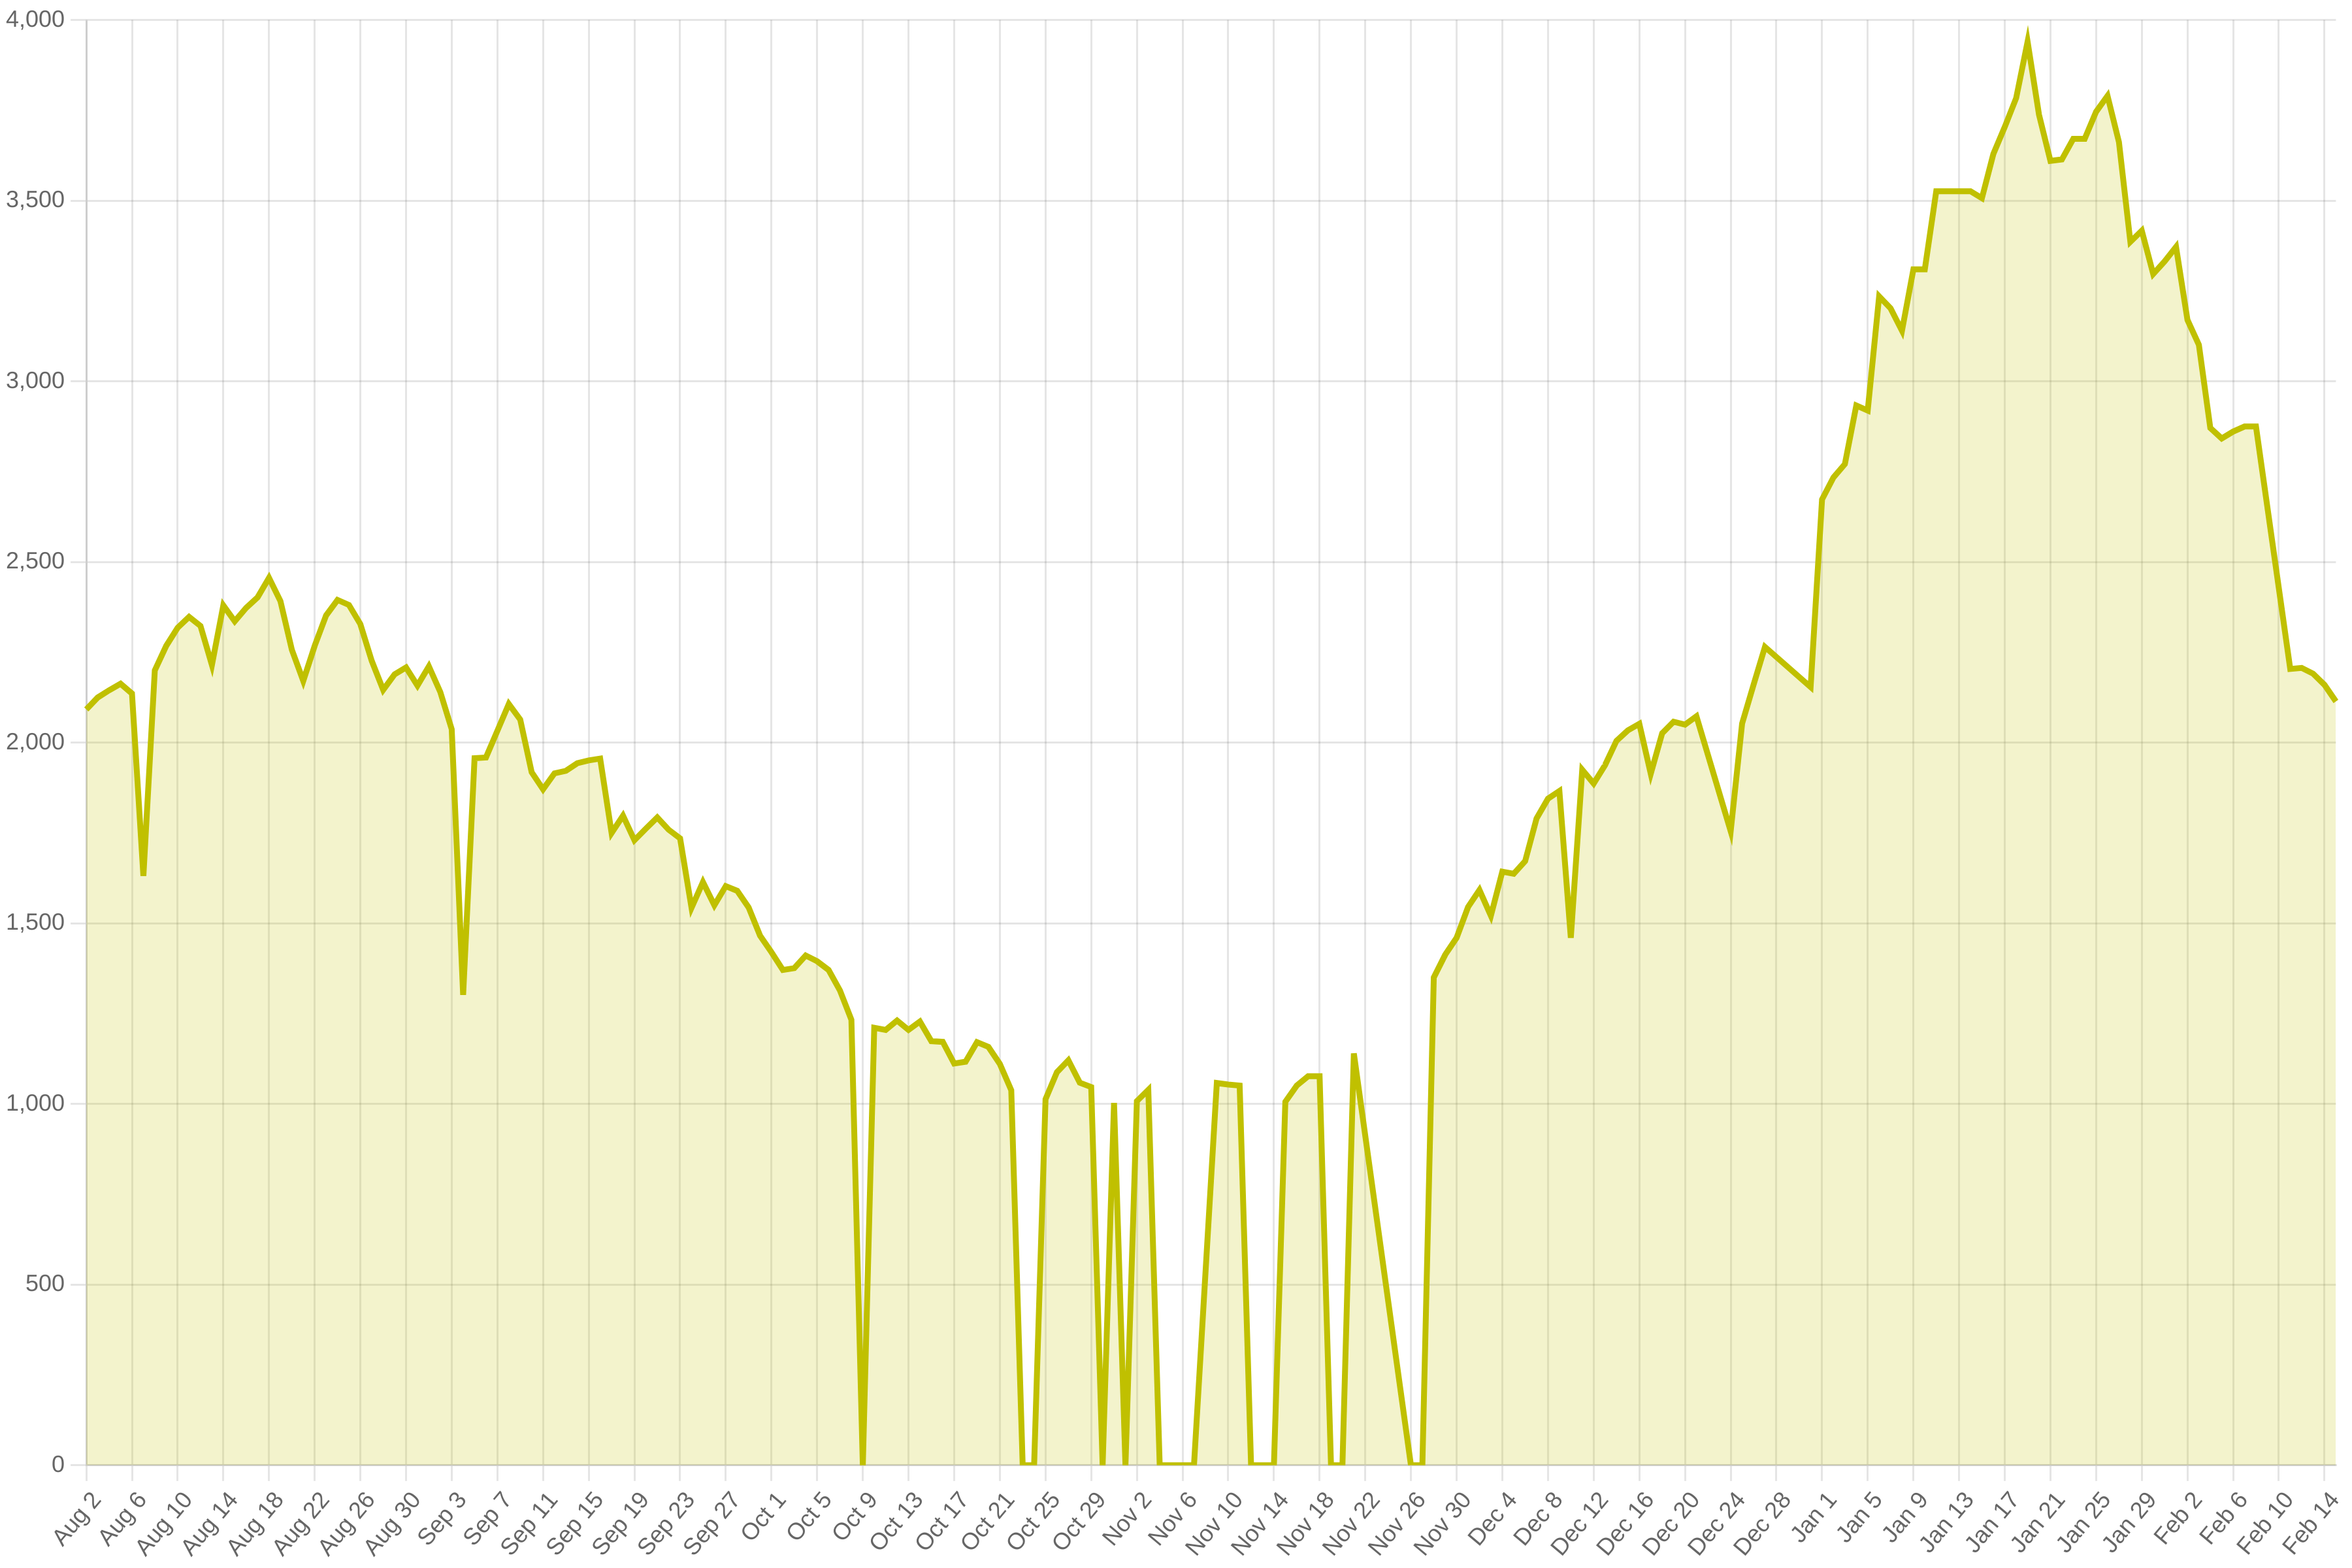 4,000
3,500
3,000
2,500
2,000
1,500
1,000
500
0
Aug 2
Aug 6
Aug 10
Aug 14
Aug 18
Aug 22
Aug 26
Aug 30
Sep 3
Sep 7
Sep 11
Sep 15
Sep 19
Sep 23
Sep 27
Oct 1
Oct 5
Oct 9
Oct 13
Oct 17
Oct 21
Oct 25
Oct 29
Nov 2
Nov 6
Nov 10
Nov 14
Nov 18
Nov 22
Nov 26
Nov 30
Dec 4
Dec 8
Dec 12
Dec 16
Dec 20
Dec 24
Dec 28
Jan 1
Jan 5
Jan 9
Jan 13
Jan 17
Jan 21
Jan 25
Jan 29
Feb 2
Feb 6
Feb 10
Feb 14